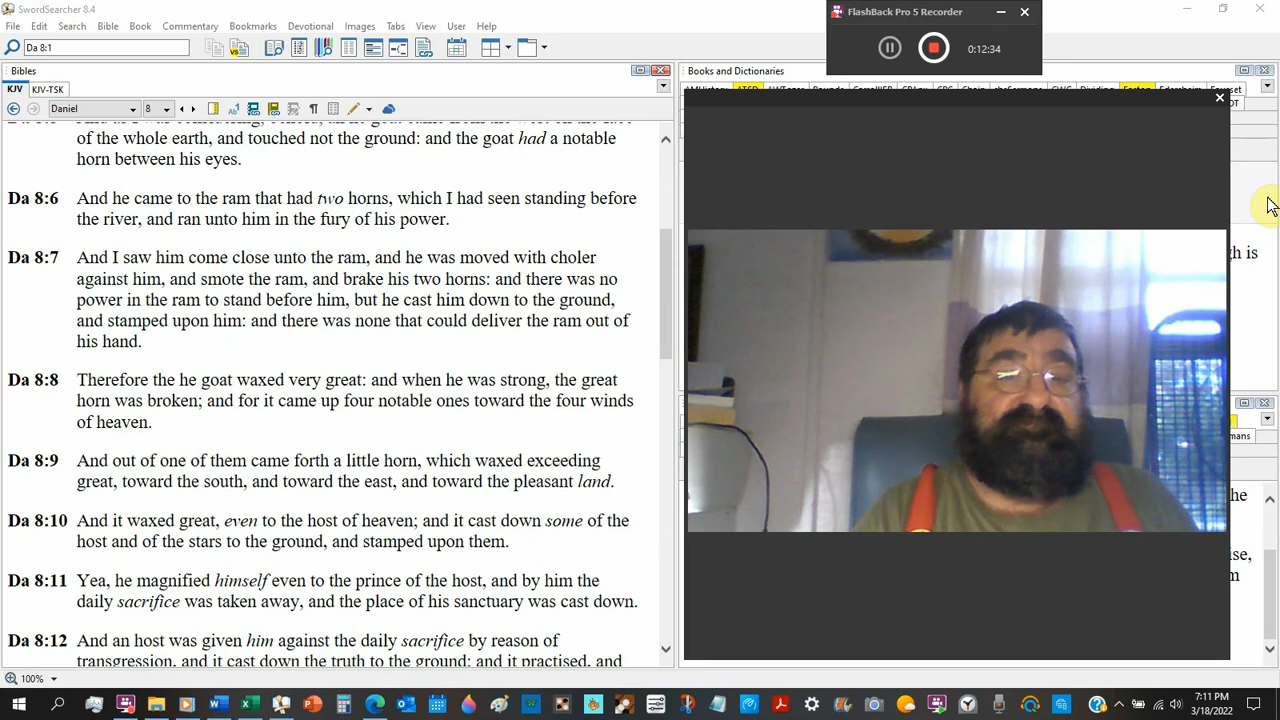 SwordSearcher 8.4
File Edit Search Bible Book Commentary Bookmarks Devotional Images Tabs View User Help
Da 8:1
FlashBack Pro 5 Recorder
0:12:34
Bibles
Books and Dictionaries
KJV KJV-TSK
Daniel 8
of the whole earth, and touched not the ground: and the goat had a notable
horn between his eyes.
Da 8:6 And he came to the ram that had two horns, which I had seen standing before
the river, and ran unto him in the fury of his power.
Da 8:7 And I saw him come close unto the ram, and he was moved with choler
against him, and smote the ram, and brake his two horns: and there was no
power in the ram to stand before him, but he cast him down to the ground,
and stamped upon him: and there was none that could deliver the ram out of
his hand.
Da 8:8 Therefore the he goat waxed very great: and when he was strong, the great
horn was broken; and for it came up four notable ones toward the four winds
of heaven.
Da 8:9 And out of one of them came forth a little horn, which waxed exceeding
great, toward the south, and toward the east, and toward the pleasant land.
Da 8:10 And it waxed great, even to the host of heaven; and it cast down some of the
host and of the stars to the ground, and stamped upon them.
Da 8:11 Yea, he magnified himself even to the prince of the host, and by him the
daily sacrifice was taken away, and the place of his sanctuary was cast down.
Da 8:12 And an host was given him against the daily sacrifice by reason of
transgression, and it cast down the truth to the ground; and it practised, and
100%
7:11 PM
3/18/2022